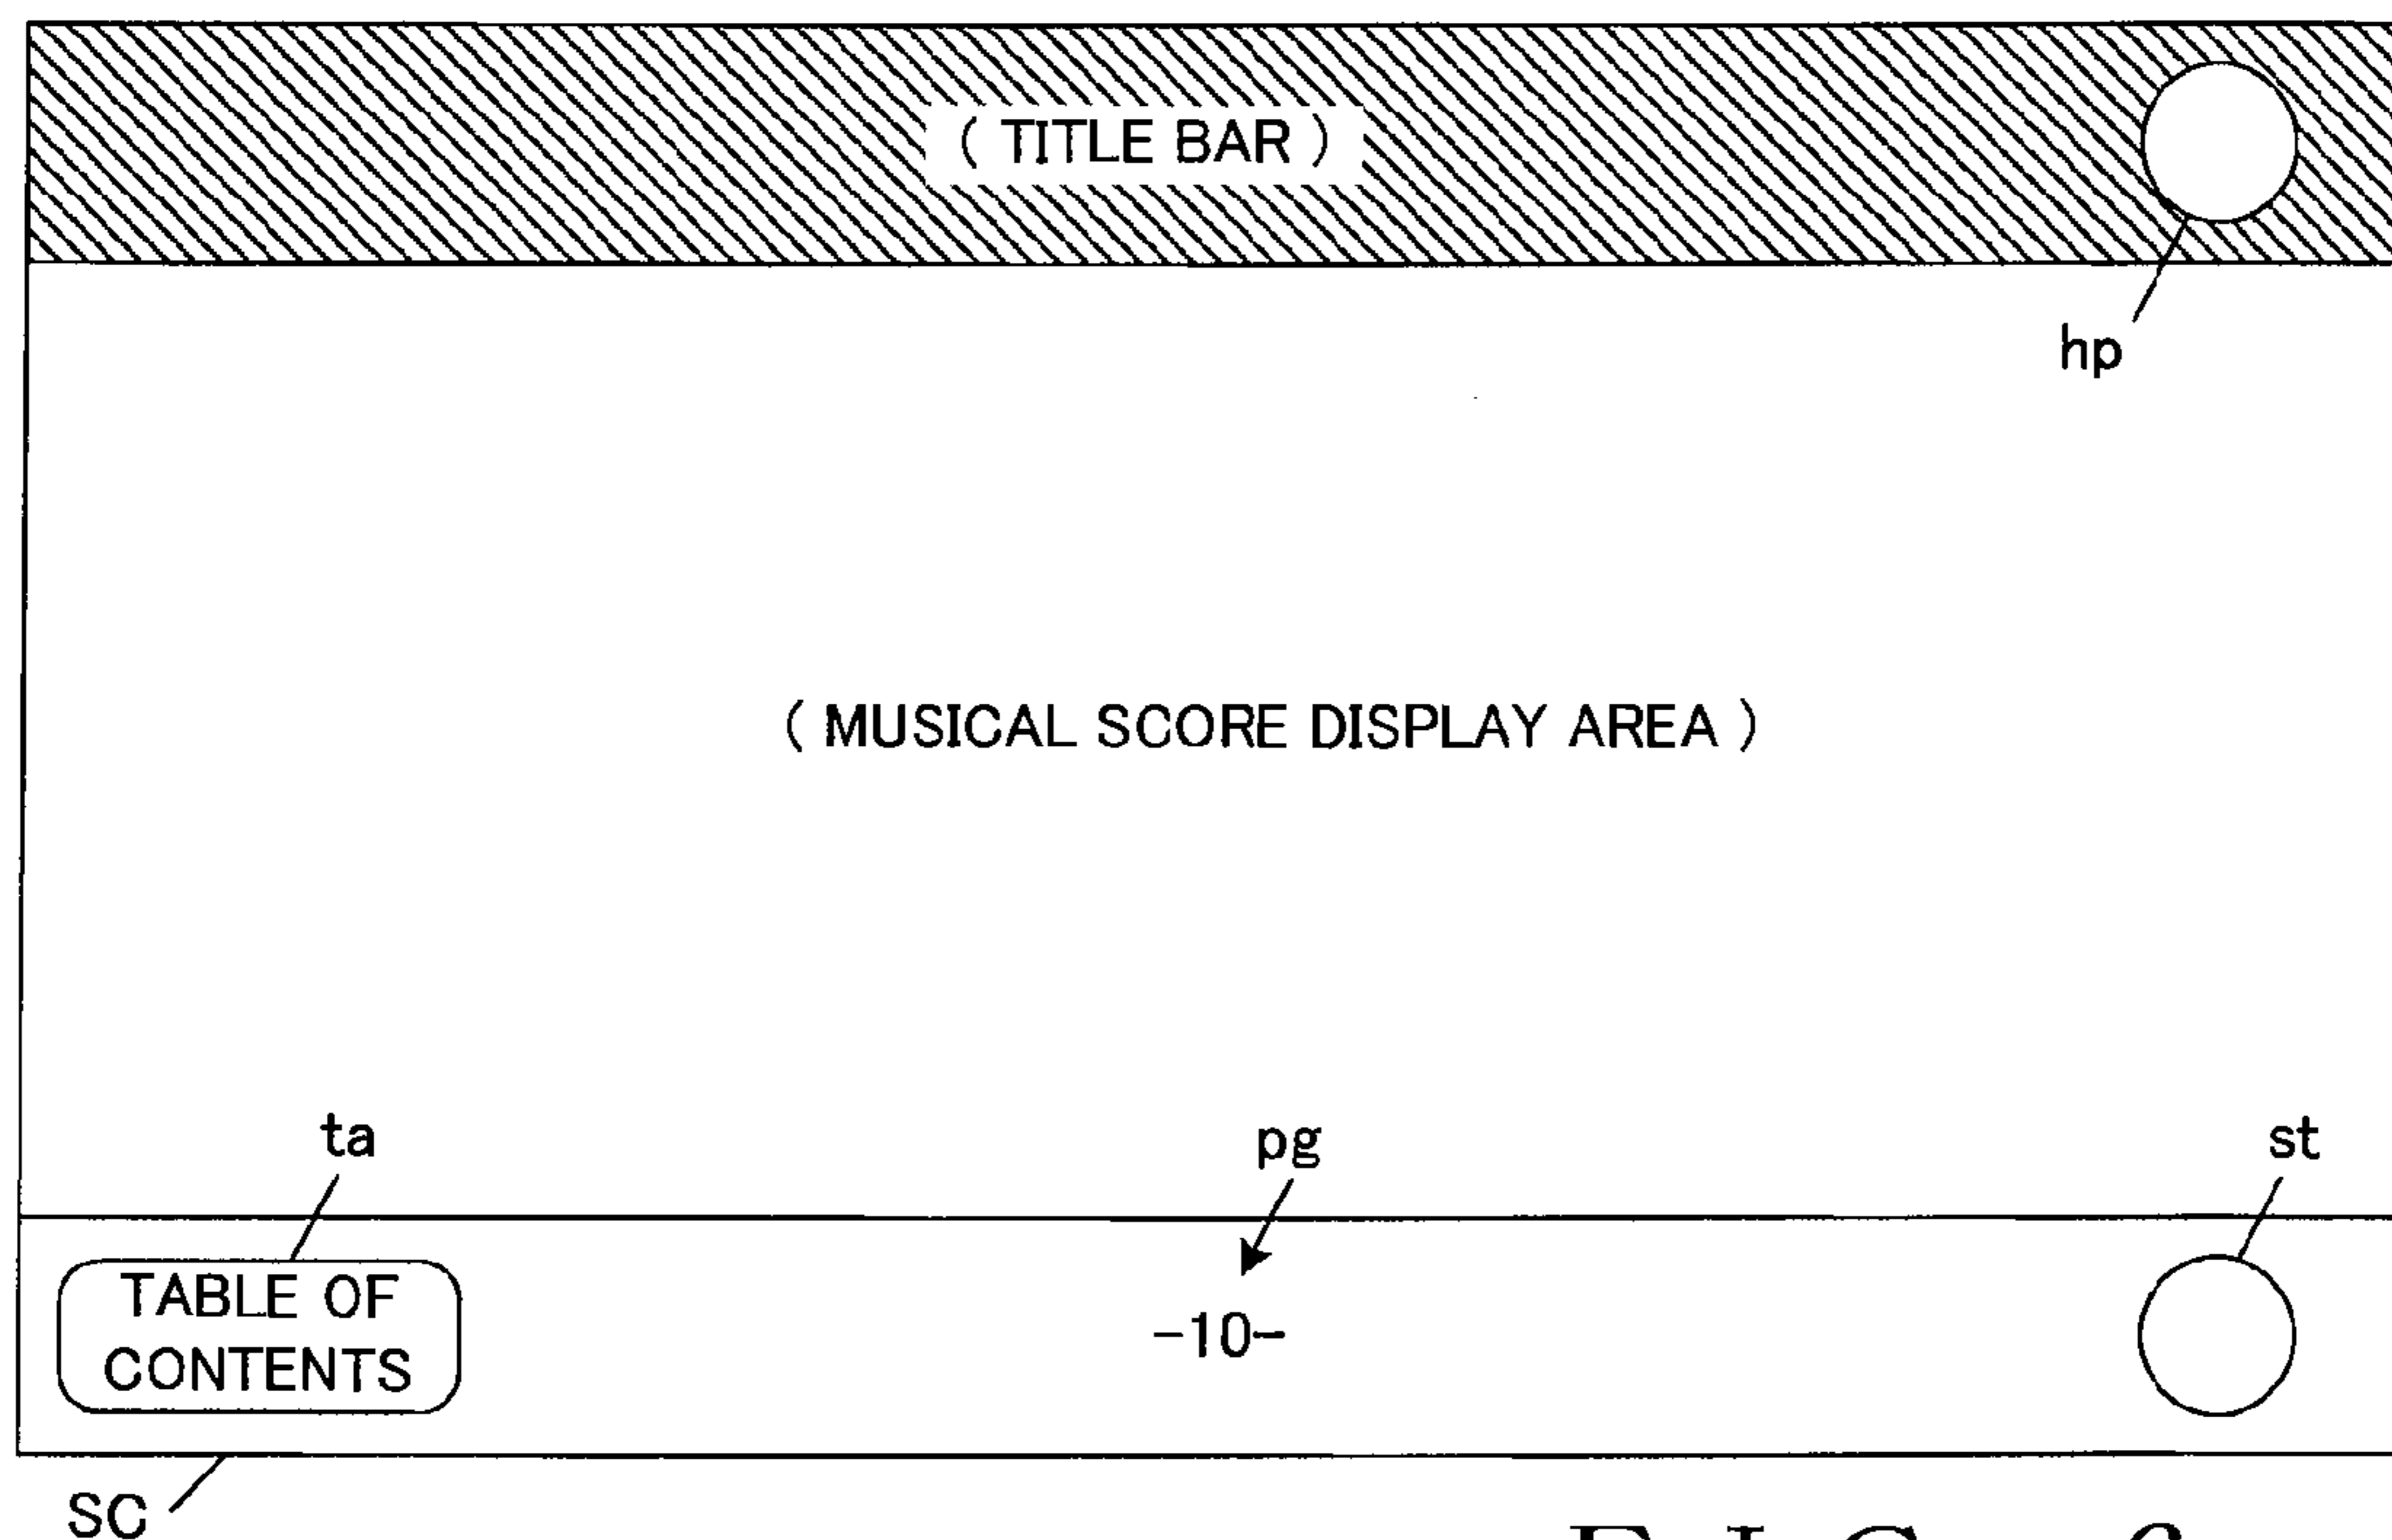 ( TITLE BAR )
hp
( MUSICAL SCORE DISPLAY AREA )
ta
pg
st
TABLE OF
CONTENTS
-10-
SC